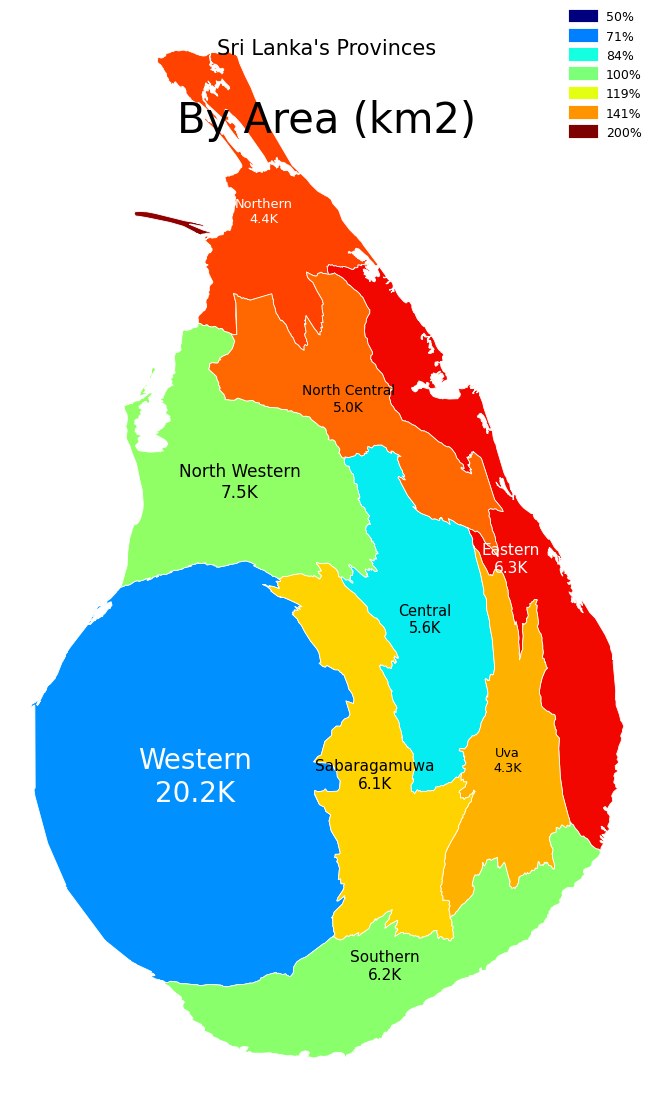 Sri Lanka's Provinces
By Area (km2)
50%
71%
84%
100%
119%
141%
200%
Northern
4.4K
North Central
5.0K
North Western
7.5K
Eastern
6.3K
Central
5.6K
Western
20.2K
Sabaragamuwa
6.1K
Uva
4.3K
Southern
6.2K